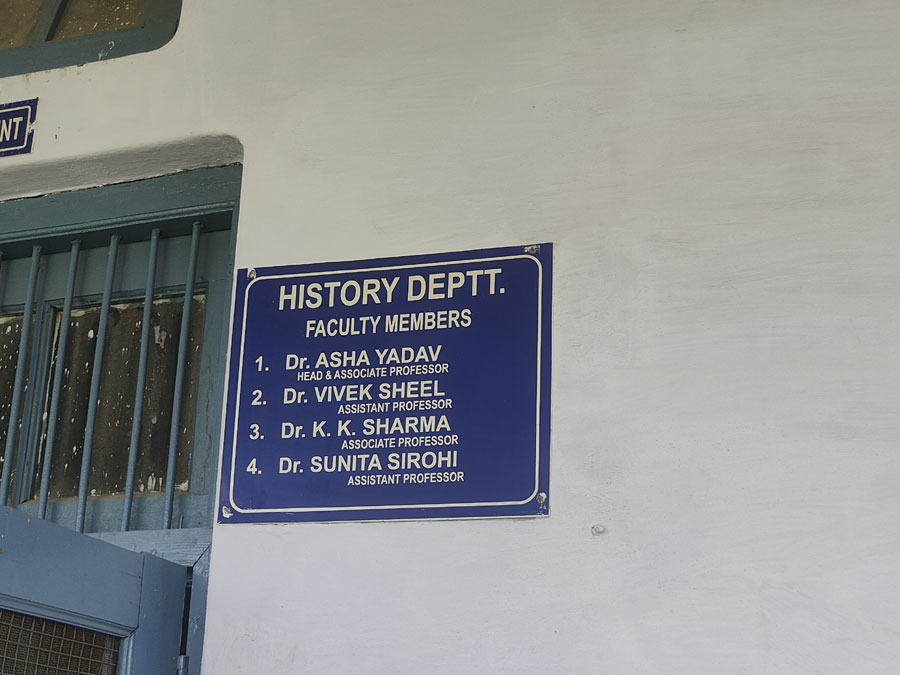 HISTORY DEPTT.
FACULTY MEMBERS
1. Dr. ASHA YADAV
HEAD & ASSOCIATE PROFESSOR
2. Dr. VIVEK SHEEL
ASSISTANT PROFESSOR
3. Dr. K. K. SHARMA
ASSOCIATE PROFESSOR
4. Dr. SUNITA SIROHI
ASSISTANT PROFESSOR